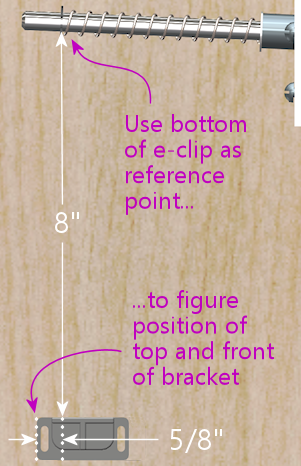 Use bottom
of e-clip as
reference
point...
8"
...to figure
position of
top and front
of bracket
5/8"